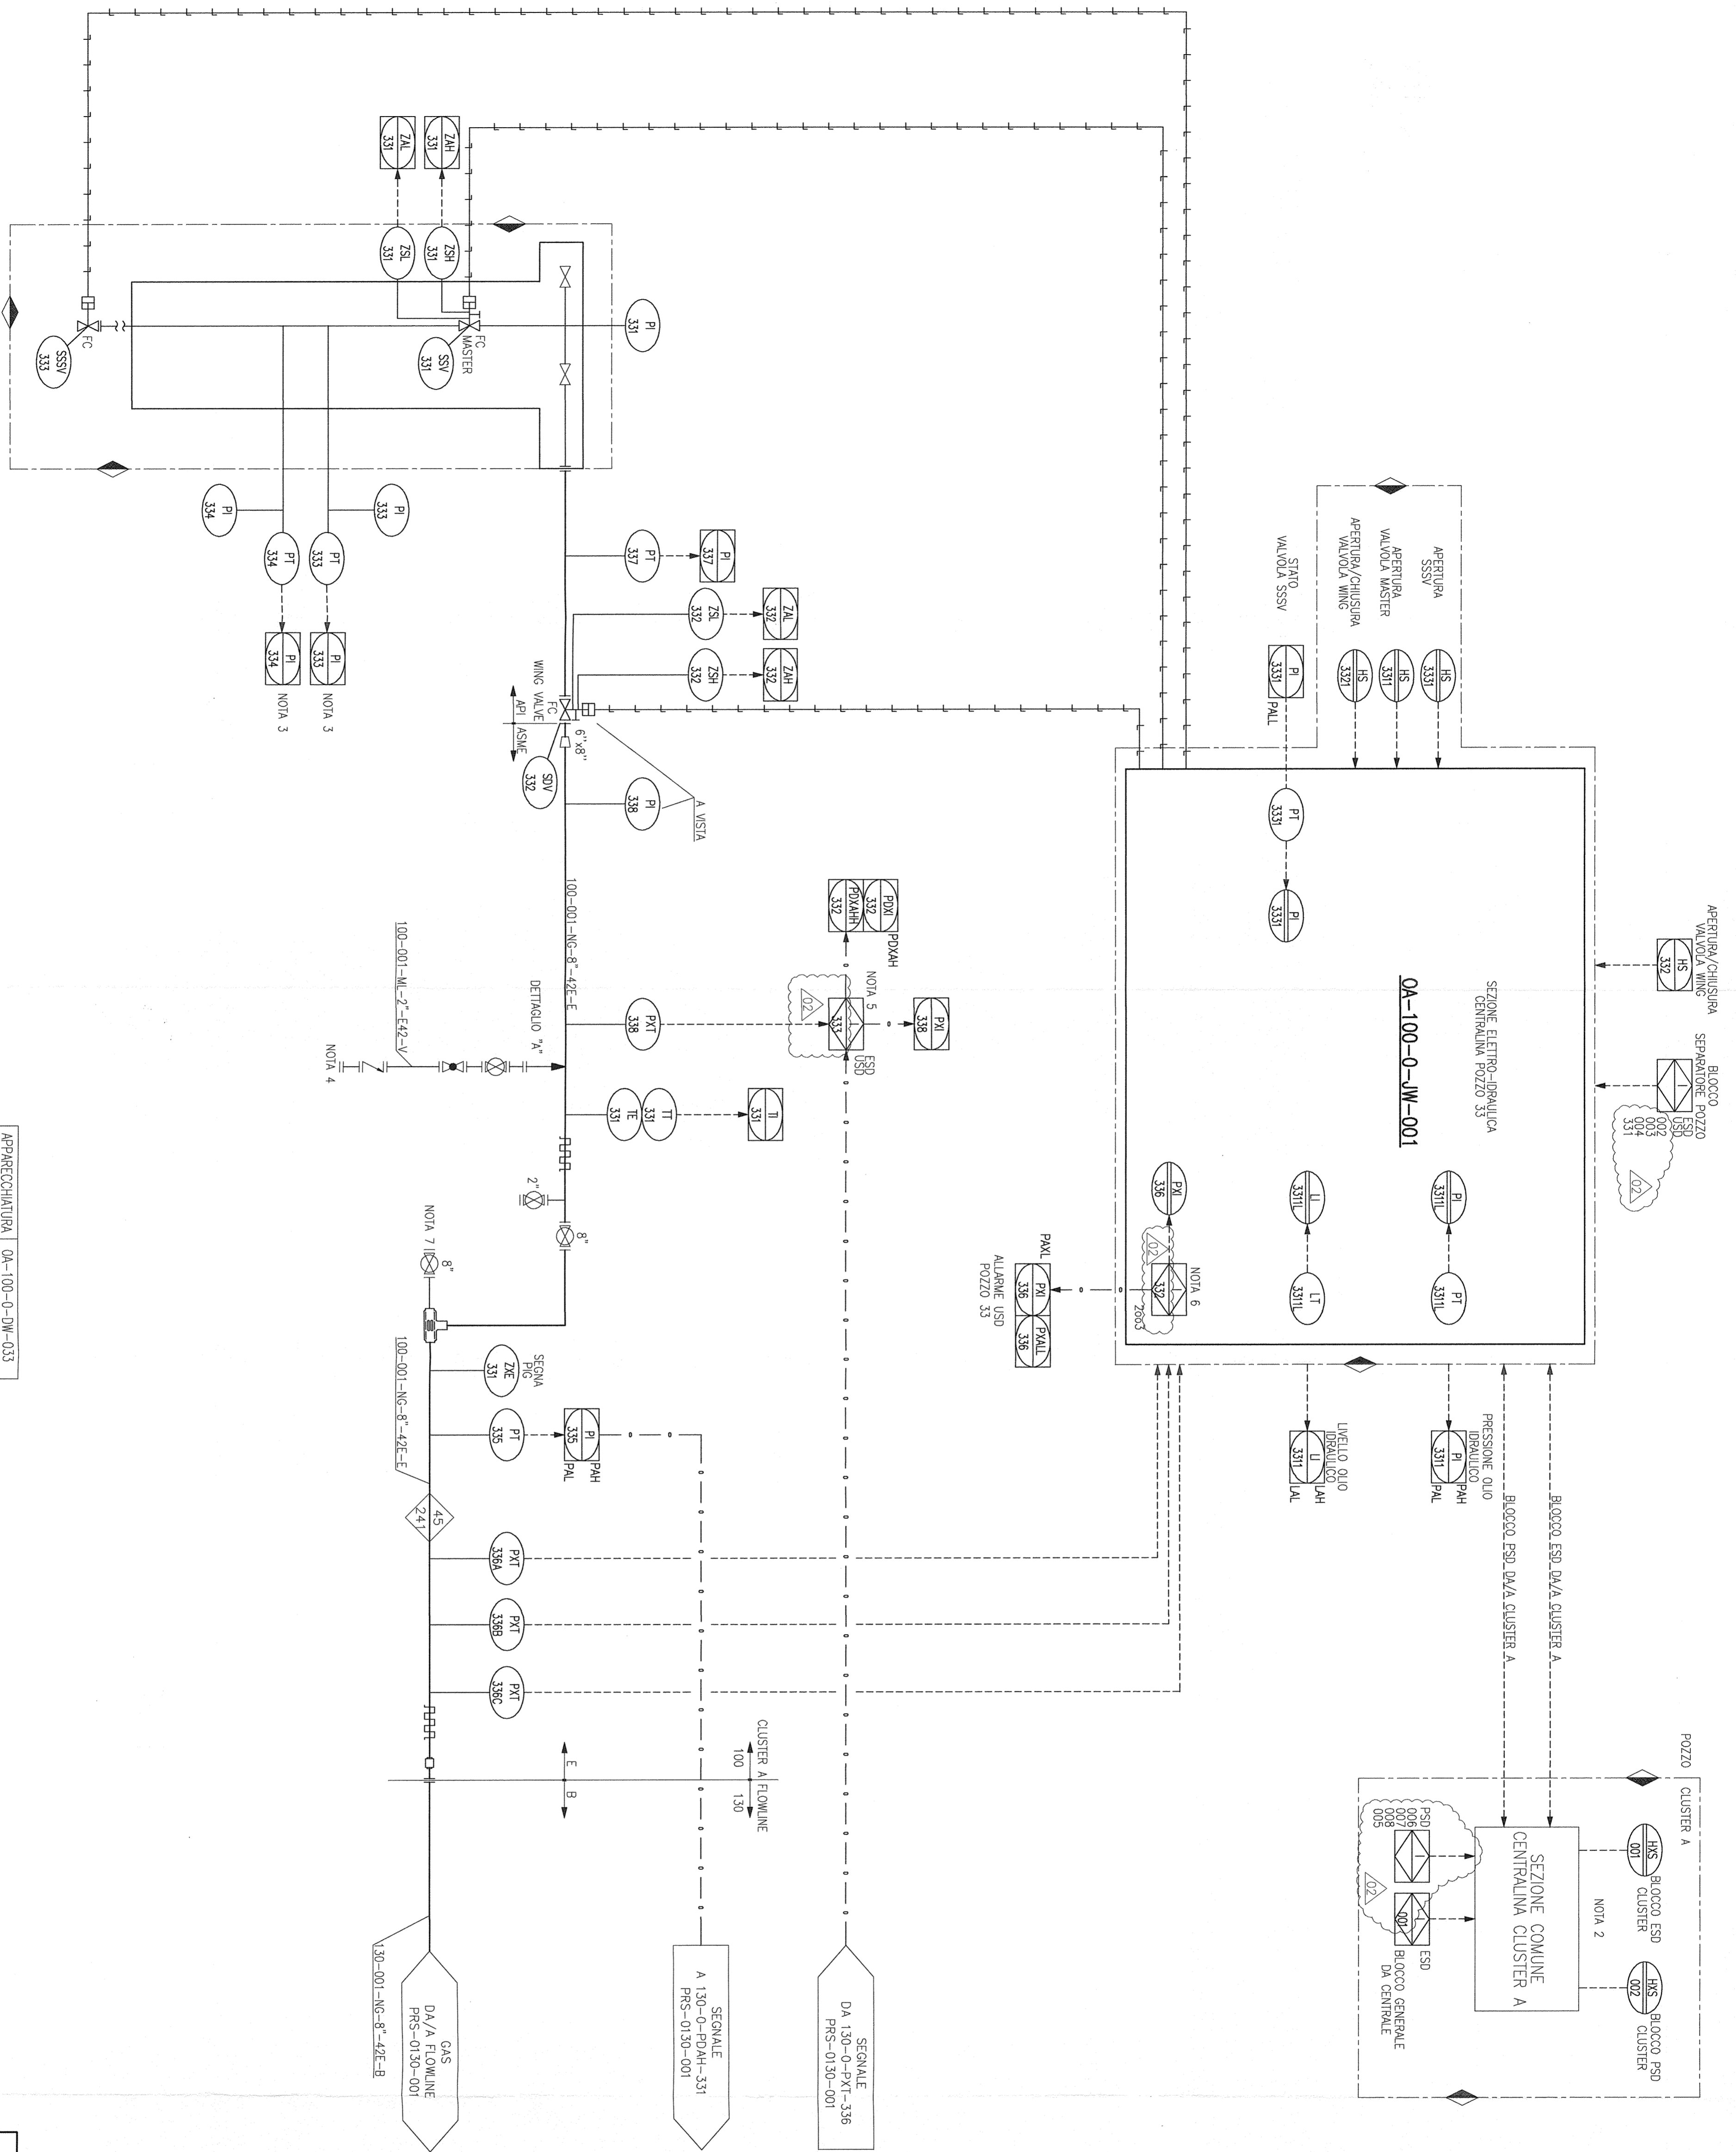 POZZO   CLUSTER A
HXS
001
BLOCCO ESD
CLUSTER
HXS
002
BLOCCO PSD
CLUSTER
NOTA 2
SEZIONE COMUNE
CENTRALINA CLUSTER A
PSD
006
007
008
005
I
02
001
ESD
BLOCCO GENERALE
DA CENTRALE
APERTURA/CHIUSURA
VALVOLA WING
HS
332
BLOCCO
SEPARATORE POZZO
I
ESD
USD
002
003
004
331
02
BLOCCO ESD DA/A CLUSTER A
BLOCCO PSD DA/A CLUSTER A
SEZIONE ELETTRO-IDRAULICA
CENTRALINA POZZO 33
OA-100-0-JW-001
APERTURA
SSSV
HS
3331
APERTURA
VALVOLA MASTER
HS
3311
APERTURA/CHIUSURA
VALVOLA WING
HS
3321
STATO
VALVOLA SSSV
PI
3331
PALL
PT
3331
PI
3331
PI
3311L
PT
3311L
LI
3311L
LT
3311L
PXI
336
02
I
332
NOTA 6
2oo3
PRESSIONE OLIO
IDRAULICO
PI
3311
PAH
PAL
LIVELLO OLIO
IDRAULICO
LI
3311
LAH
LAL
PAXL
PXI
336
PXALL
336
ALLARME USD
POZZO 33
PXI
338
PDXI
332
PDXAHH
332
PDXAH
NOTA 5
I
333
02
ESD
USD
SEGNALE
DA 130-0-PXT-336
PRS-0130-001
SEGNALE
A 130-0-PDAH-331
PRS-0130-001
GAS
DA/A FLOWLINE
PRS-0130-001
CLUSTER A FLOWLINE
100
130
E
B
ZAH
331
ZAL
331
ZSH
331
ZSL
331
PI
331
FC
MASTER
SSV
331
FC
SSSV
333
PI
333
PT
333
PI
333
NOTA 3
PI
334
PT
334
PI
334
NOTA 3
PI
337
PT
337
ZAL
332
ZSL
332
ZAH
332
ZSH
332
WING VALVE
FC
API
ASME
6"x8"
SDV
332
A VISTA
PI
338
100-001-NG-8"-42E-E
PXT
338
DETTAGLIO "A"
100-001-ML-2"-E42-V
NOTA 4
TI
331
TT
331
TE
331
2"
8"
NOTA 7
8"
SEGNA
PIG
ZXE
331
PI
335
PAH
PAL
PT
335
100-001-NG-8"-42E-E
45
241
PXT
336A
PXT
336B
PXT
336C
130-001-NG-8"-42E-B
APPARECCHIATURA
OA-100-0-DW-033